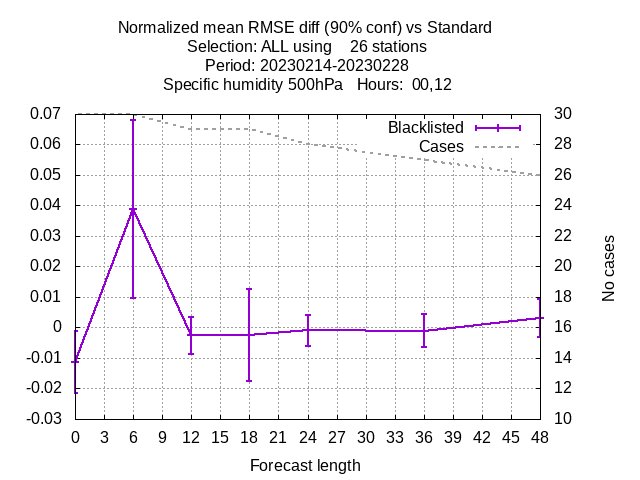 Normalized mean RMSE diff (90% conf) vs Standard
Selection: ALL using    26 stations
Period: 20230214-20230228
Specific humidity 500hPa   Hours:  00,12
Blacklisted
Cases
0.07
0.06
0.05
0.04
0.03
0.02
0.01
0
-0.01
-0.02
-0.03
30
28
26
24
22
20
18
16
14
12
10
No cases
0 3 6 9 12 15 18 21 24 27 30 33 36 39 42 45 48
Forecast length